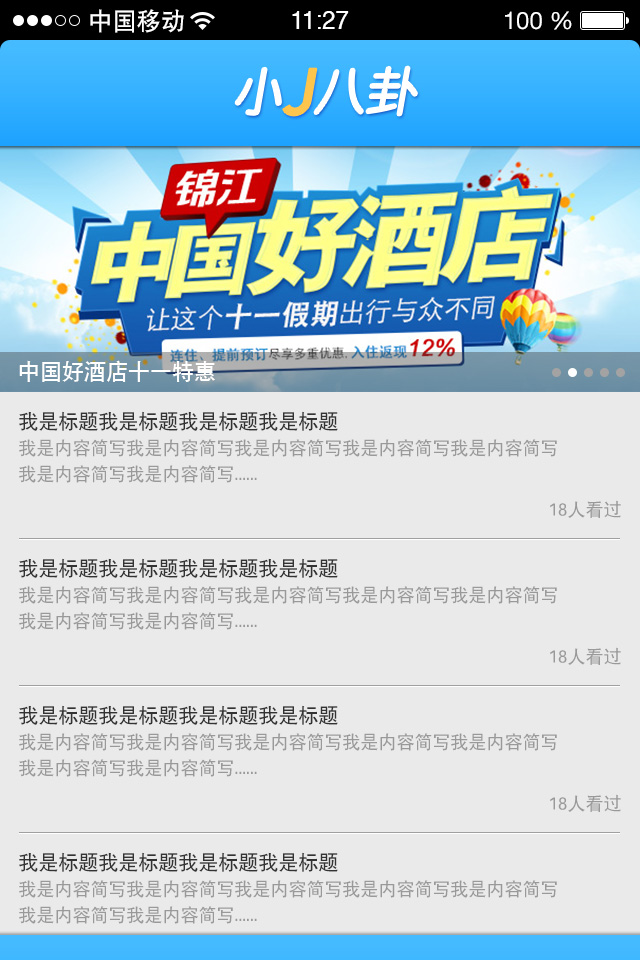 中国移动 11:27 100 %
小J八卦
锦江
中国好酒店
让这个十一假期出行与众不同
连住、提前预订尽享多重优惠，入住返现12%
中国好酒店十一特惠
我是标题我是标题我是标题我是标题
我是内容简写我是内容简写我是内容简写我是内容简写我是内容简写
我是内容简写我是内容简写......
18人看过
我是标题我是标题我是标题我是标题
我是内容简写我是内容简写我是内容简写我是内容简写我是内容简写
我是内容简写我是内容简写......
18人看过
我是标题我是标题我是标题我是标题
我是内容简写我是内容简写我是内容简写我是内容简写我是内容简写
我是内容简写我是内容简写......
18人看过
我是标题我是标题我是标题我是标题
我是内容简写我是内容简写我是内容简写我是内容简写我是内容简写
我是内容简写我是内容简写......